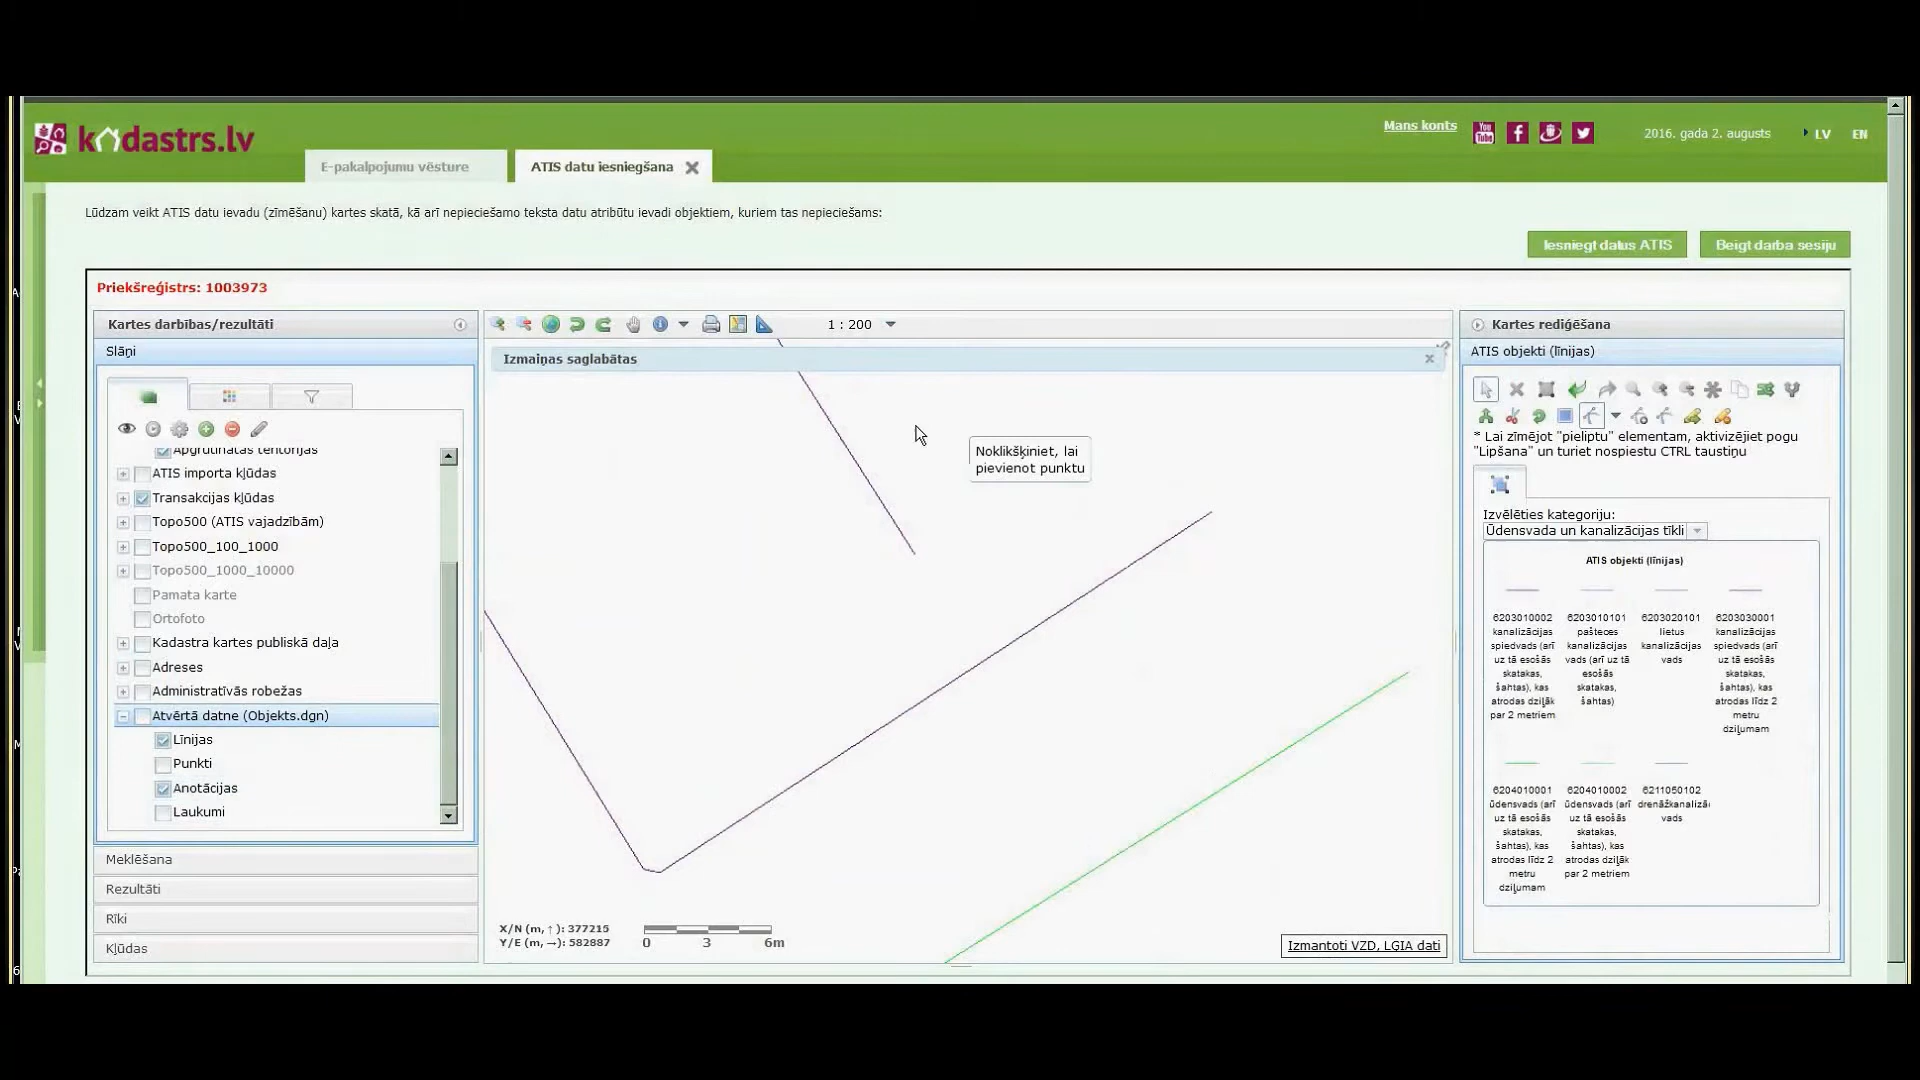 kadastrs.lv
Mans konts
2016. gada 2. augusts
LV
EN
E-pakalpojumu vēsture
ATIS datu iesniegšana
Lūdzam veikt ATIS datu ievadu (zīmēšanu) kartes skatā, kā arī nepieciešamo teksta datu atribūtu ievadi objektiem, kuriem tas nepieciešams:
Iesniegt datus ATIS
Beigt darba sesiju
Priekšreģistrs: 1003973
Kartes darbības/rezultāti
Slāņi
Apgrūtinātās teritorijas
ATIS importa kļūdas
Transakcijas kļūdas
Topo500 (ATIS vajadzībām)
Topo500_100_1000
Topo500_1000_10000
Pamata karte
Ortofoto
Kadastra kartes publiskā daļa
Adreses
Administratīvās robežas
Atvērtā datne (Objekts.dgn)
Līnijas
Punkti
Anotācijas
Laukumi
Meklēšana
Rezultāti
Rīki
Kļūdas
1 : 200
Izmaiņas saglabātas
Noklikšķiniet, lai
pievienot punktu
X/N (m, ↑): 377215
Y/E (m, →): 582887
0 3 6m
Izmantoti VZD, LGIA dati
Kartes rediģēšana
ATIS objekti (līnijas)
* Lai zīmējot "pieliptu" elementam, aktivizējiet pogu
"Lipšana" un turiet nospiestu CTRL taustiņu
Izvēlēties kategoriju:
Ūdensvada un kanalizācijas tīkli
ATIS objekti (līnijas)
6203010002
kanalizācijas
spiedvads (arī
uz tā esošās
skatakas,
šahtas), kas
atrodas dziļāk
par 2 metriem
6203010101
pašteces
kanalizācijas
vads (arī uz tā
esošās
skatakas,
šahtas)
6203020101
lietus
kanalizācijas
vads
6203030001
kanalizācijas
spiedvads (arī
uz tā esošās
skatakas,
šahtas), kas
atrodas līdz 2
metru
dziļumam
6204010001
ūdensvads (arī
uz tā esošās
skatakas,
šahtas), kas
atrodas līdz 2
metru
dziļumam
6204010002
ūdensvads (arī
uz tā esošās
skatakas,
šahtas), kas
atrodas dziļāk
par 2 metriem
6211050102
drenāžkanalizāc
vads